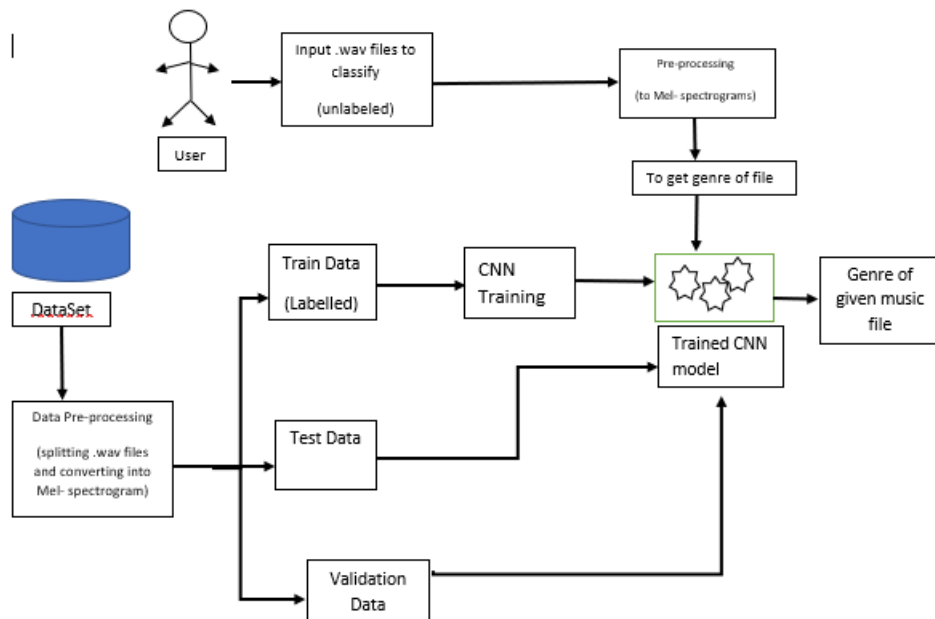 Input .wav files to
classify
(unlabeled)
Pre-processing
(to Mel- spectrograms)
User
To get genre of file
DataSet
Train Data
(Labelled)
CNN
Training
Genre of
given music
file
Trained CNN
model
Data Pre-processing
(splitting .wav files
and converting into
Mel- spectrogram)
Test Data
Validation
Data